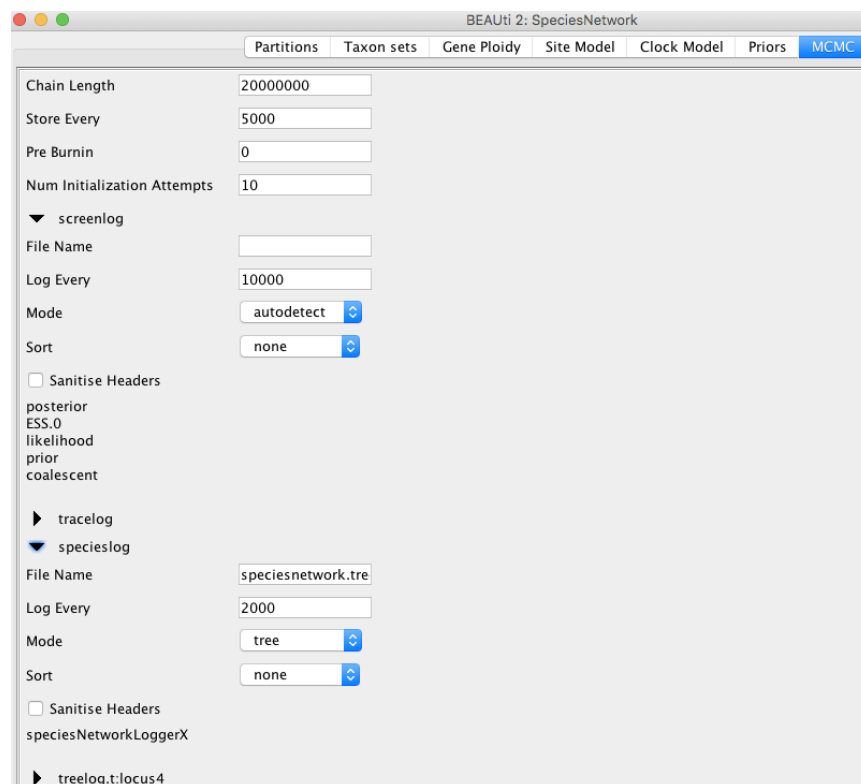 BEAUti 2: SpeciesNetwork
Partitions Taxon sets Gene Ploidy Site Model Clock Model Priors MCMC
Chain Length 20000000
Store Every 5000
Pre Burnin 0
Num Initialization Attempts 10
screenlog
File Name
Log Every 10000
Mode autodetect
Sort none
Sanitise Headers
posterior
ESS.0
likelihood
prior
coalescent
tracelog
specieslog
File Name speciesnetwork.tre
Log Every 2000
Mode tree
Sort none
Sanitise Headers
speciesNetworkLoggerX
treelog.t:locus4